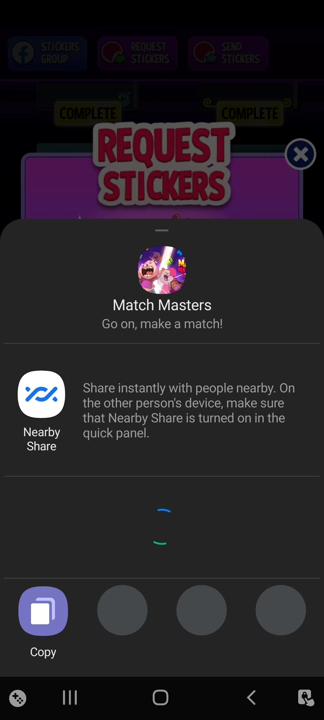 STICKERS
GROUP
REQUEST
STICKERS
SEND
STICKERS
COMPLETE
COMPLETE
REQUEST
STICKERS
Match Masters
Go on, make a match!
Share instantly with people nearby. On
the other person's device, make sure
that Nearby Share is turned on in the
quick panel.
Nearby
Share
Copy